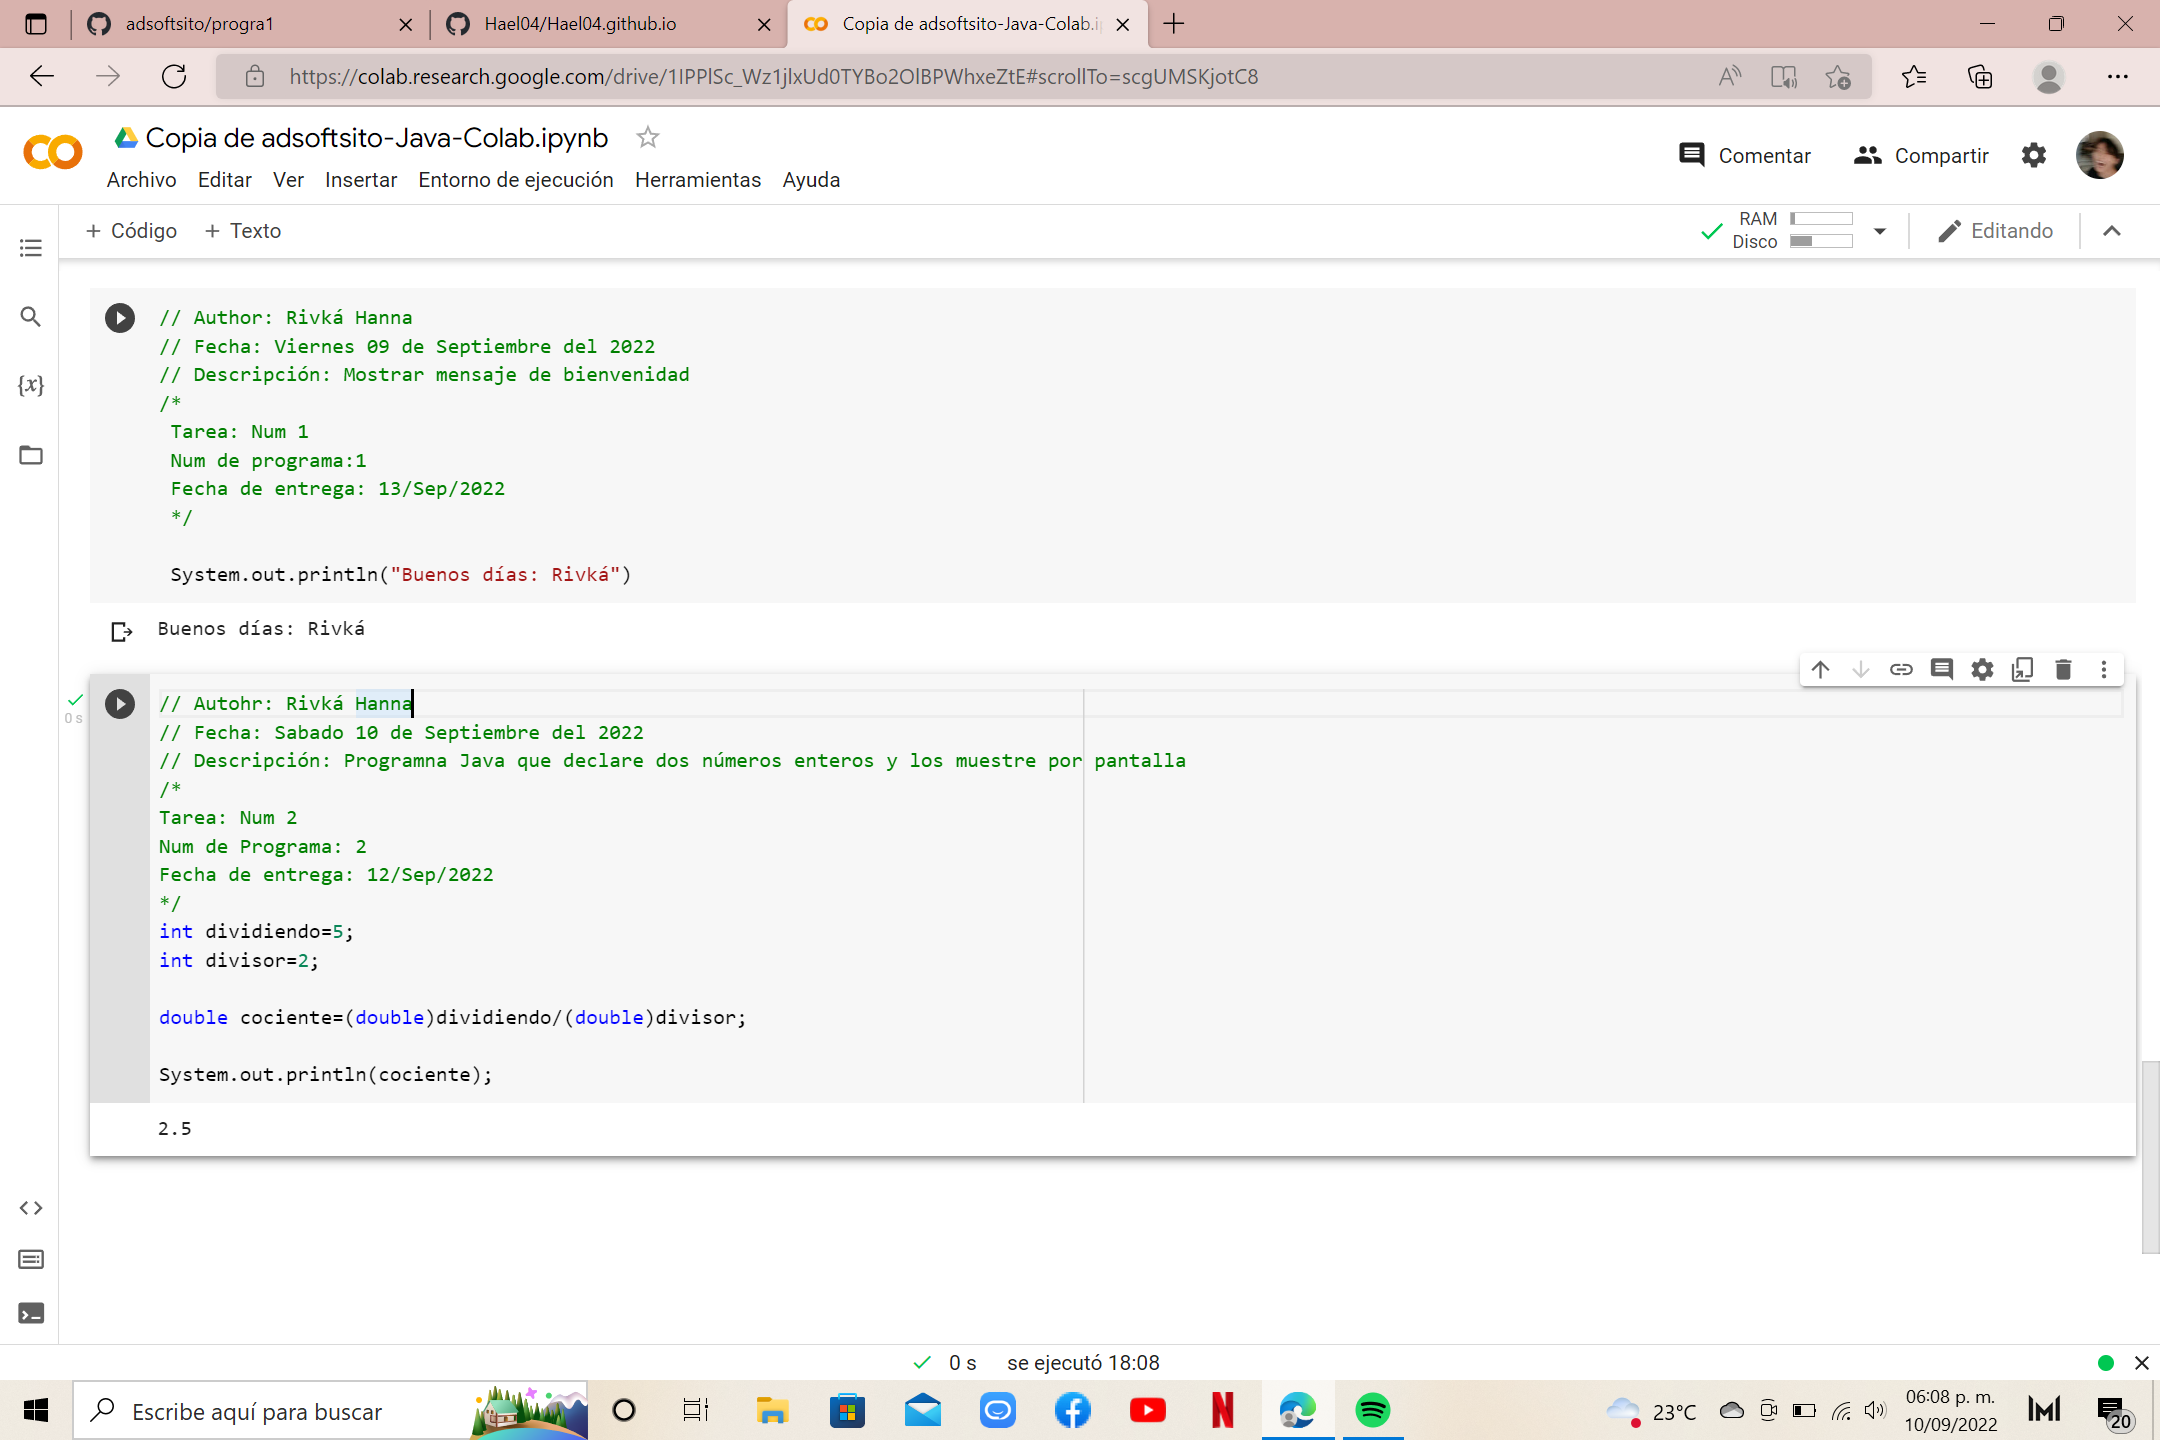 adsoftsito/progra1
Hael04/Hael04.github.io
Copia de adsoftsito-Java-Colab.i
https://colab.research.google.com/drive/1IPPlSc_Wz1jlxUd0TYBo2OlBPWhxeZtE#scrollTo=scgUMSKjotC8
Copia de adsoftsito-Java-Colab.ipynb
Comentar
Compartir
Archivo Editar Ver Insertar Entorno de ejecución Herramientas Ayuda
+ Código + Texto
RAM
Disco
Editando
// Author: Rivká Hanna
// Fecha: Viernes 09 de Septiembre del 2022
// Descripción: Mostrar mensaje de bienvenidad
/*
Tarea: Num 1
Num de programa:1
Fecha de entrega: 13/Sep/2022
*/
System.out.println("Buenos días: Rivká")
Buenos días: Rivká
0 s
// Autohr: Rivká Hanna
// Fecha: Sabado 10 de Septiembre del 2022
// Descripción: Programna Java que declare dos números enteros y los muestre por pantalla
/*
Tarea: Num 2
Num de Programa: 2
Fecha de entrega: 12/Sep/2022
*/
int dividiendo=5;
int divisor=2;
double cociente=(double)dividiendo/(double)divisor;
System.out.println(cociente);
2.5
0 s se ejecutó 18:08
Escribe aquí para buscar
23°C
06:08 p. m.
10/09/2022
20